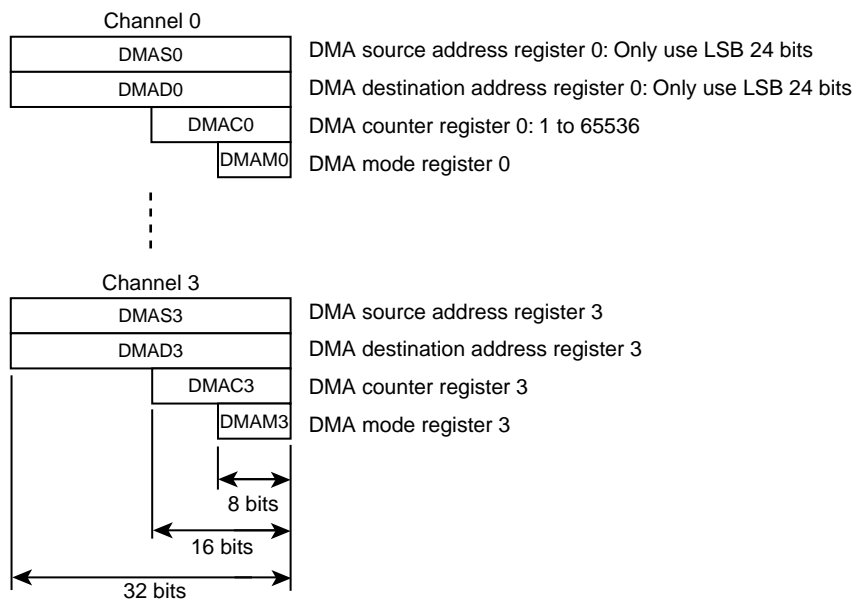 Channel 0
DMAS0 DMA source address register 0: Only use LSB 24 bits
DMAD0 DMA destination address register 0: Only use LSB 24 bits
DMAC0 DMA counter register 0: 1 to 65536
DMAM0 DMA mode register 0
Channel 3
DMAS3 DMA source address register 3
DMAD3 DMA destination address register 3
DMAC3 DMA counter register 3
DMAM3 DMA mode register 3
8 bits
16 bits
32 bits